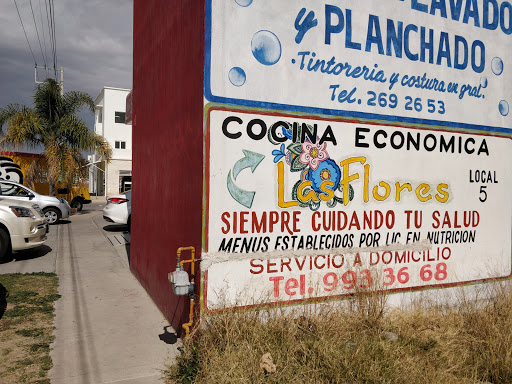 y PLANCHADO
·Tintoreria y costura en gral.·
Tel. 269 26 53
COCINA ECONOMICA
Las Flores
LOCAL
5
SIEMPRE CUIDANDO TU SALUD
MENUS ESTABLECIDOS POR LIC. EN NUTRICION
SERVICIO A DOMICILIO
Tel. 993 36 68